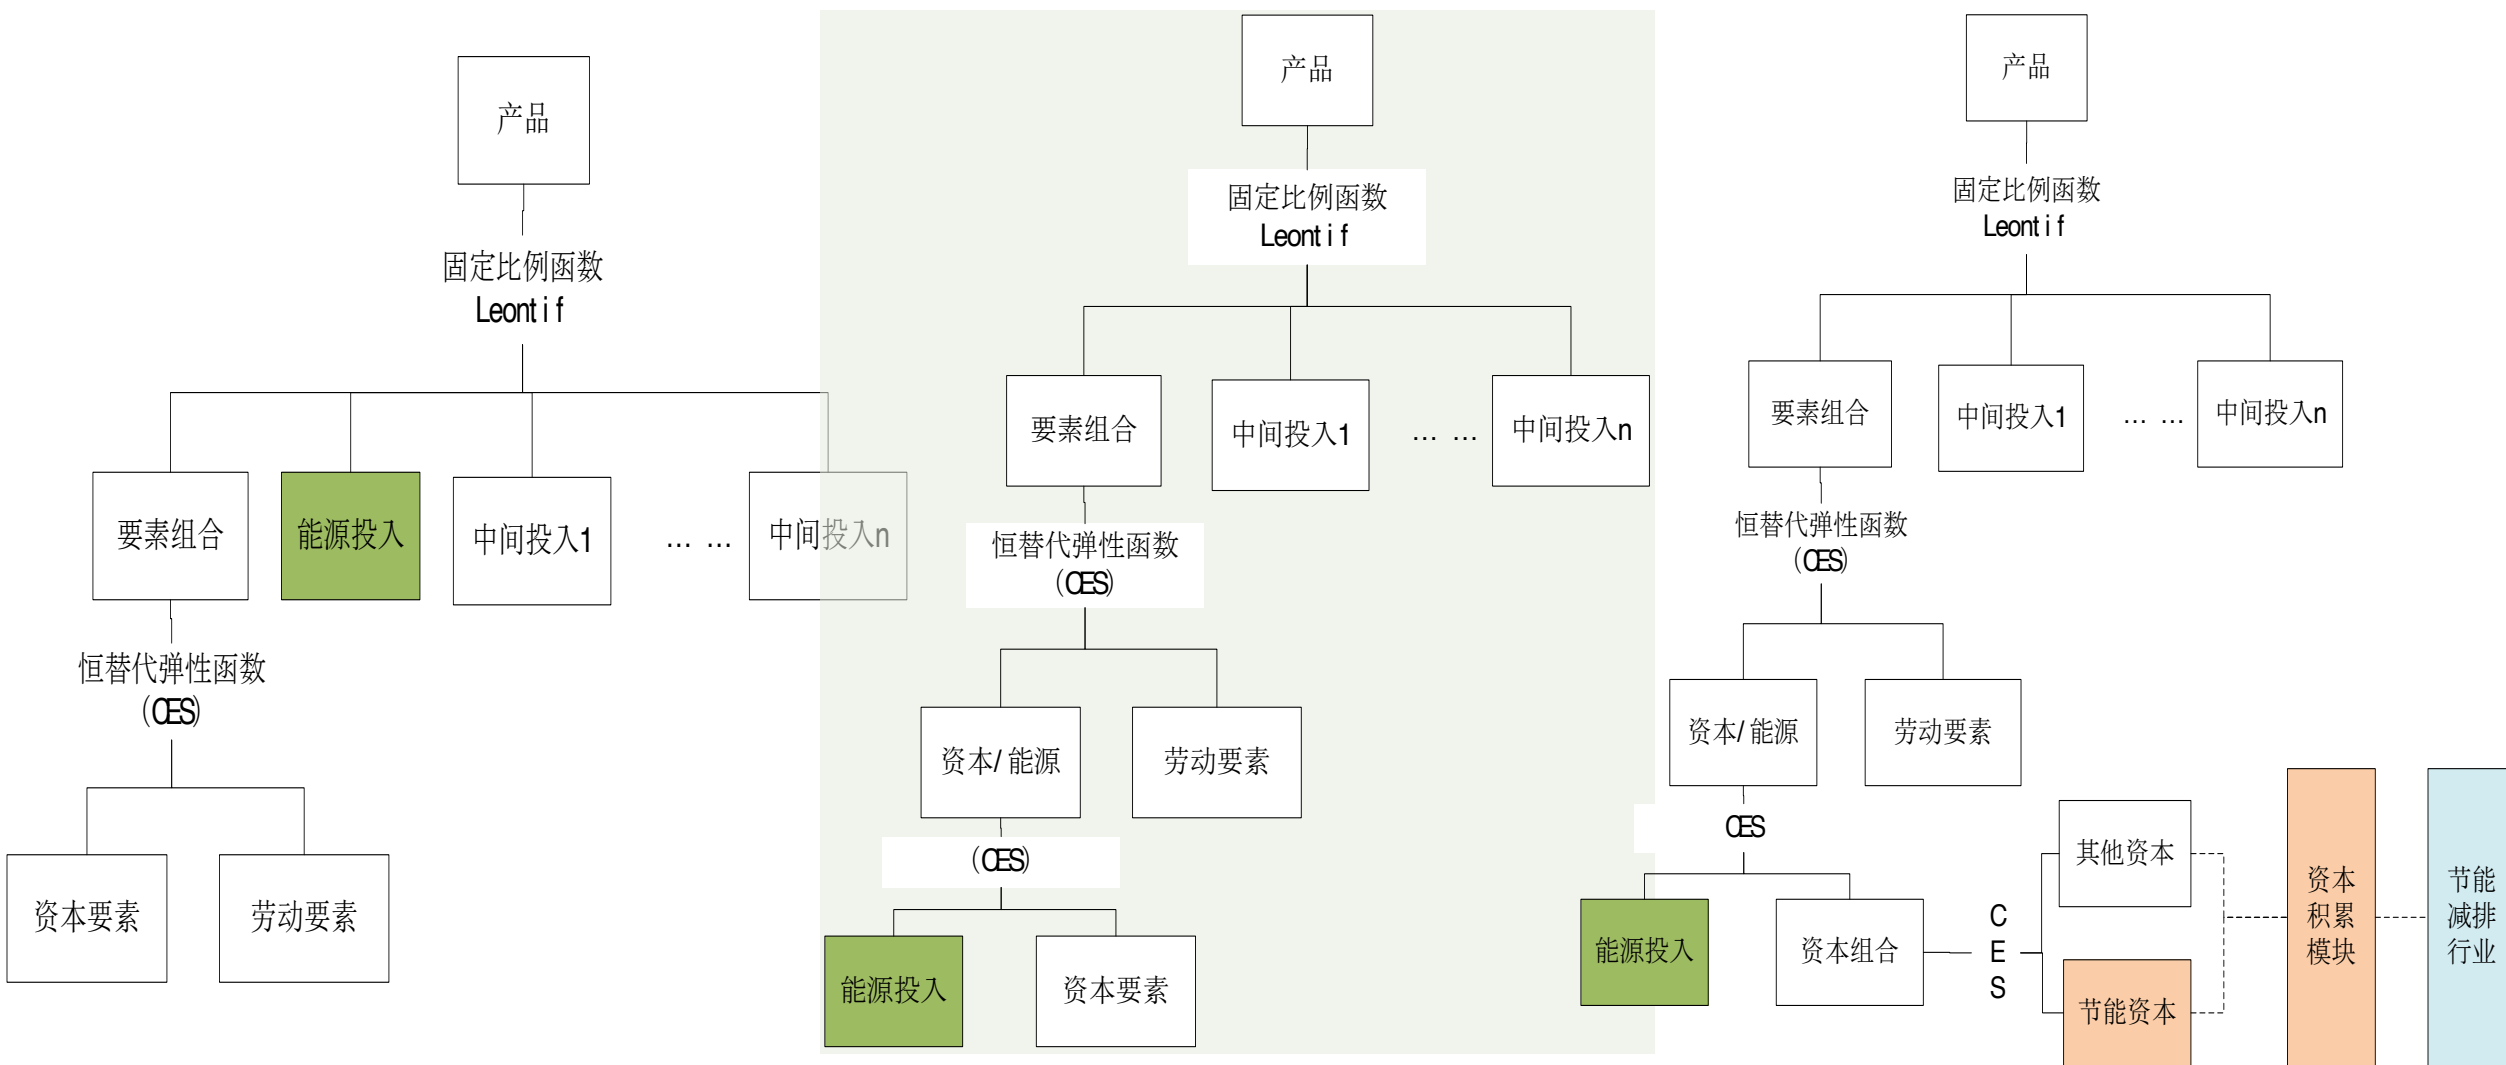 产品
固定比例函数
Leontif
要素组合
能源投入
中间投入1
... ...
中间投入n
恒替代弹性函数
(CES)
资本要素
劳动要素
产品
固定比例函数
Leontif
要素组合
中间投入1
... ...
中间投入n
恒替代弹性函数
(CES)
资本/能源
劳动要素
(CES)
能源投入
资本要素
产品
固定比例函数
Leontif
要素组合
中间投入1
... ...
中间投入n
恒替代弹性函数
(CES)
资本/能源
劳动要素
CES
能源投入
资本组合
C
E
S
其他资本
节能资本
资本
积累
模块
节能
减排
行业